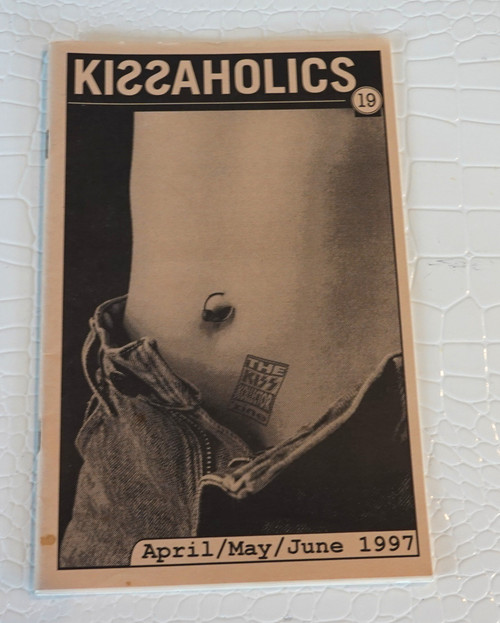 KISSAHOLICS
19
THE
KISS
April/May/June 1997